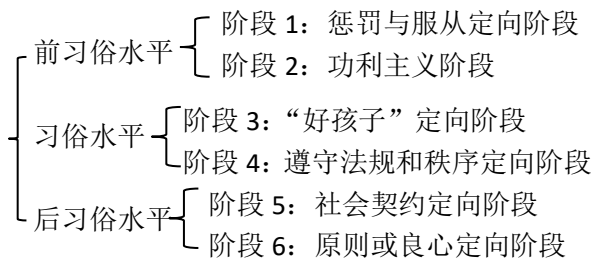 前习俗水平
阶段 1：惩罚与服从定向阶段
阶段 2：功利主义阶段
习俗水平
阶段 3：“好孩子”定向阶段
阶段 4：遵守法规和秩序定向阶段
后习俗水平
阶段 5：社会契约定向阶段
阶段 6：原则或良心定向阶段